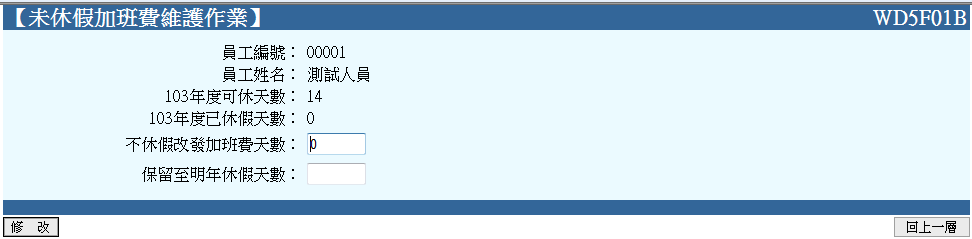 【未休假加班費維護作業】 WD5F01B
員工編號： 00001
員工姓名： 測試人員
103年度可休天數： 14
103年度已休假天數： 0
不休假改發加班費天數： 0
保留至明年休假天數：
修 改 回上一層